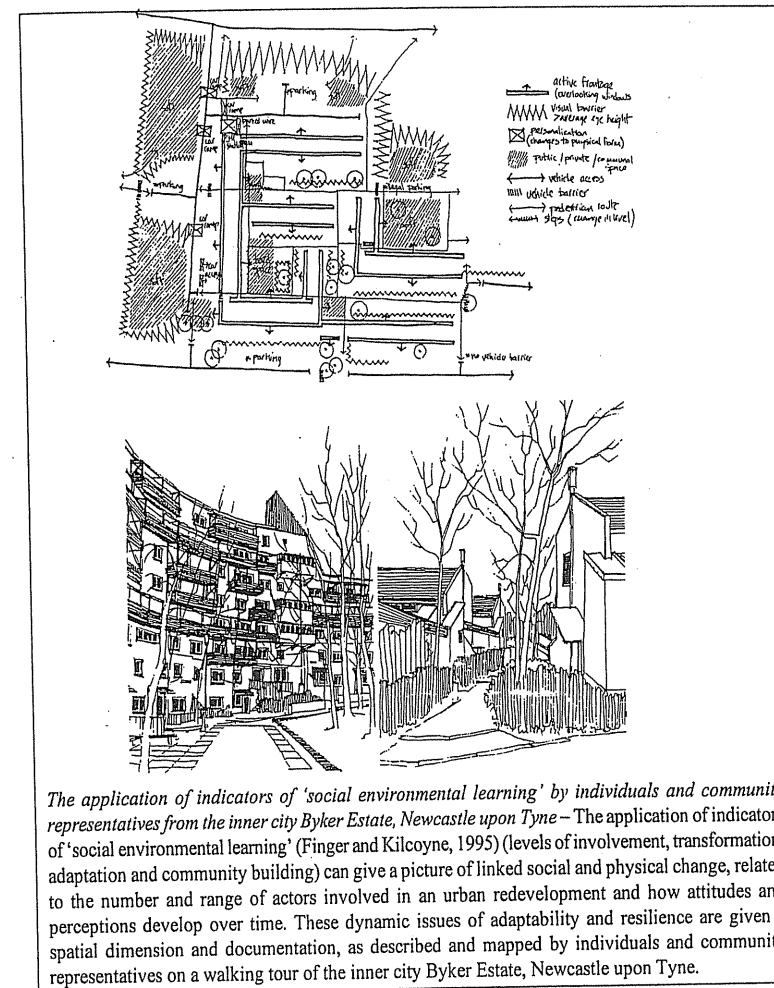 active frontage
(overlooking windows
parking
visual barrier
>average eye height
personalisation
(changes to physical form)
public/private/communal
space
vehicle access
vehicle barrier
pedestrian route
steps (change in level)
parking
parking
no vehicle barrier
The application of indicators of ‘social environmental learning’ by individuals and communit
representatives from the inner city Byker Estate, Newcastle upon Tyne – The application of indicator
of ‘social environmental learning’ (Finger and Kilcoyne, 1995) (levels of involvement, transformation
adaptation and community building) can give a picture of linked social and physical change, relate
to the number and range of actors involved in an urban redevelopment and how attitudes an
perceptions develop over time. These dynamic issues of adaptability and resilience are given
spatial dimension and documentation, as described and mapped by individuals and communit
representatives on a walking tour of the inner city Byker Estate, Newcastle upon Tyne.